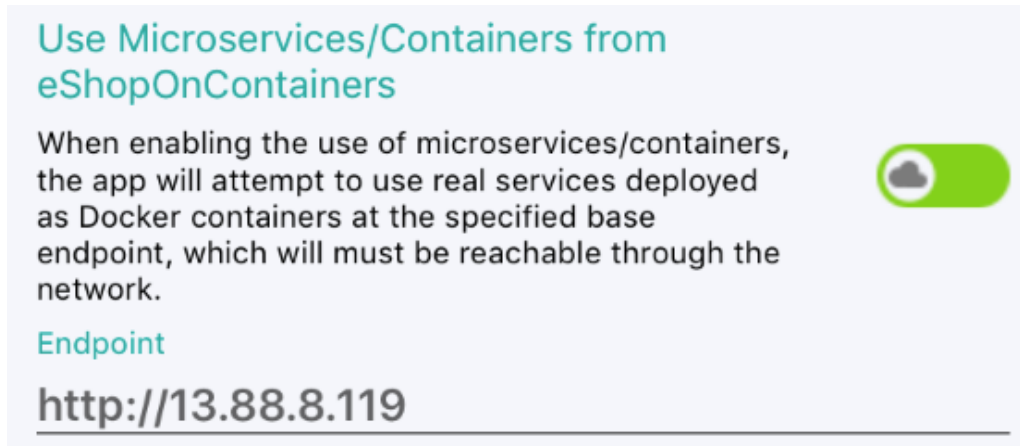 Use Microservices/Containers from
eShopOnContainers
When enabling the use of microservices/containers,
the app will attempt to use real services deployed
as Docker containers at the specified base
endpoint, which will must be reachable through the
network.
Endpoint
http://13.88.8.119